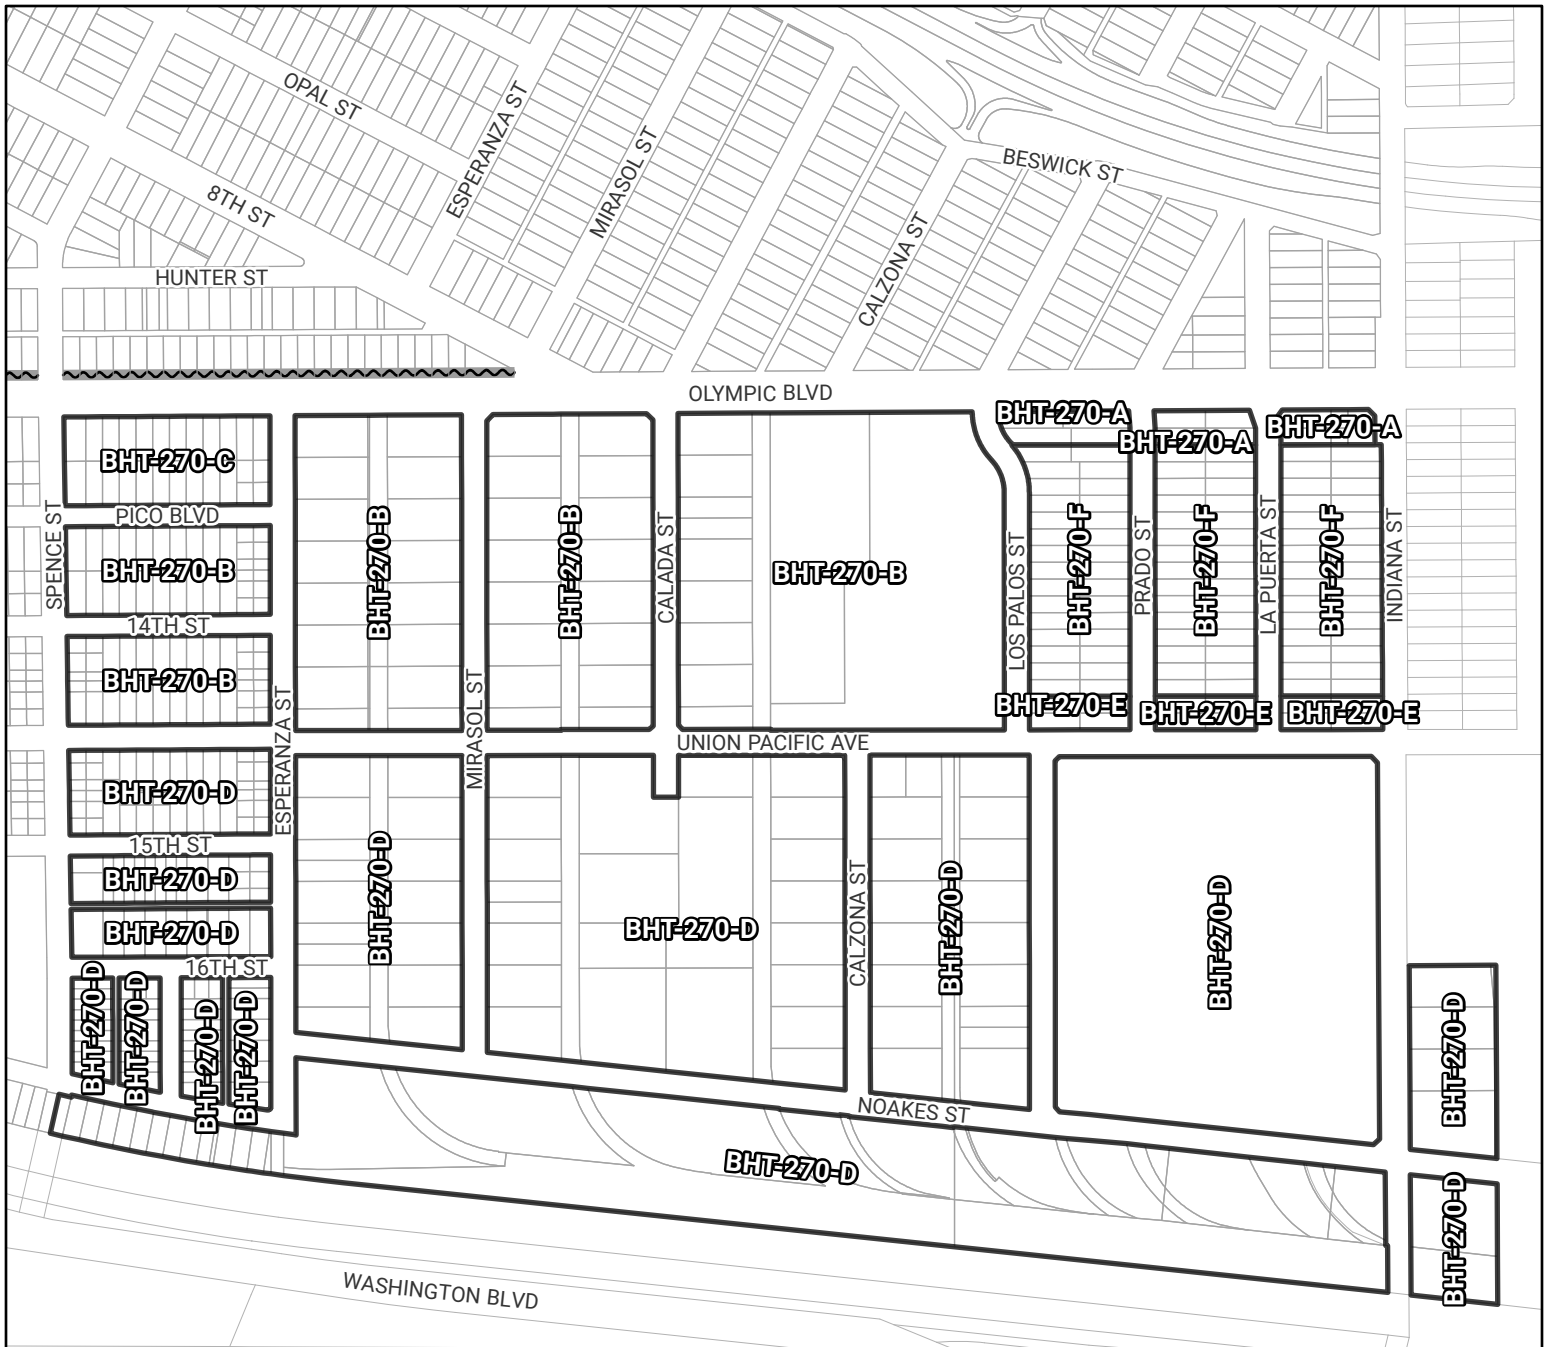 OPAL ST
ESPERANZA ST
MIRASOL ST
BESWICK ST
8TH ST
CALZONA ST
HUNTER ST
OLYMPIC BLVD
BHT-270-A
BHT-270-A
BHT-270-A
BHT-270-C
SPENCE ST
PICO BLVD
BHT-270-B
14TH ST
BHT-270-B
ESPERANZA ST
BHT-270-B
MIRASOL ST
BHT-270-B
CALADA ST
BHT-270-B
LOS PALOS ST
BHT-270-F
PRADO ST
BHT-270-F
LA PUERTA ST
BHT-270-F
INDIANA ST
BHT-270-E
BHT-270-E
BHT-270-E
UNION PACIFIC AVE
BHT-270-D
15TH ST
BHT-270-D
BHT-270-D
16TH ST
BHT-270-D
BHT-270-D
BHT-270-D
BHT-270-D
BHT-270-D
BHT-270-D
CALZONA ST
BHT-270-D
BHT-270-D
BHT-270-D
NOAKES ST
BHT-270-D
BHT-270-D
WASHINGTON BLVD